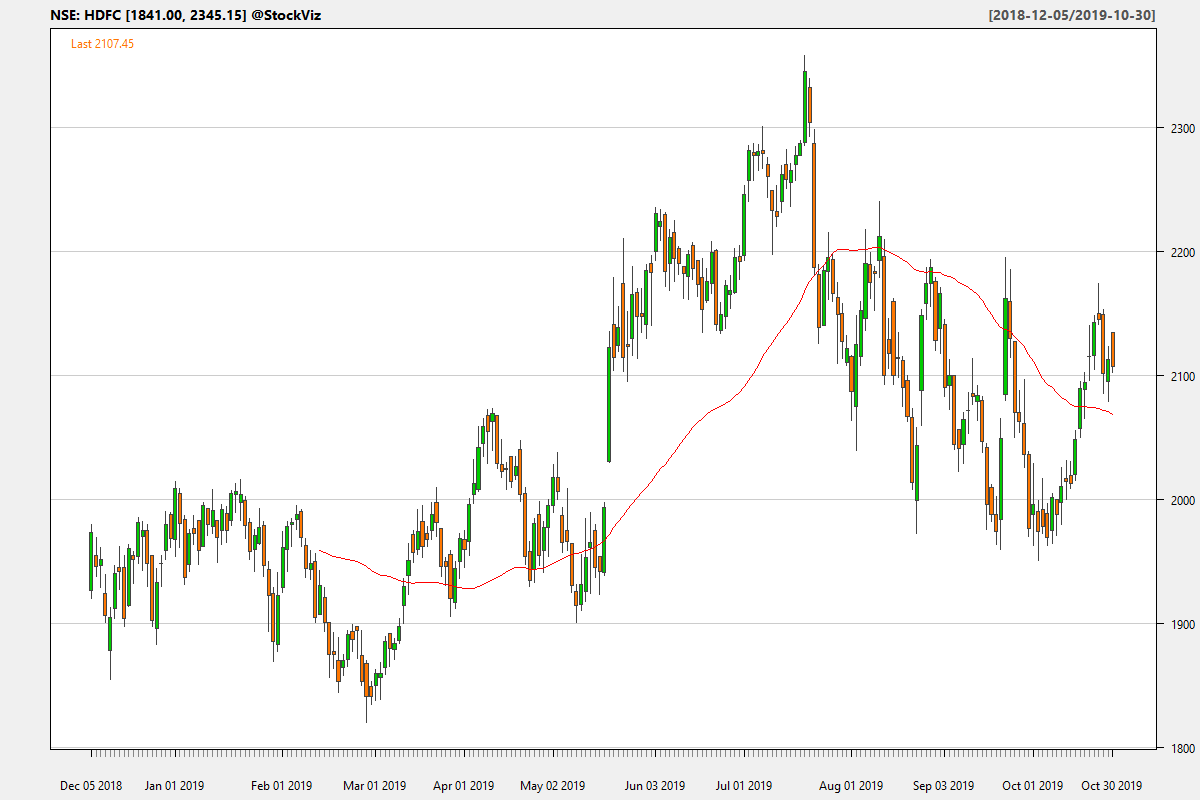 NSE: HDFC [1841.00, 2345.15] @StockViz
[2018-12-05/2019-10-30]
Last 2107.45
2300
2200
2100
2000
1900
1800
Dec 05 2018 Jan 01 2019 Feb 01 2019 Mar 01 2019 Apr 01 2019 May 02 2019 Jun 03 2019 Jul 01 2019 Aug 01 2019 Sep 03 2019 Oct 01 2019 Oct 30 2019